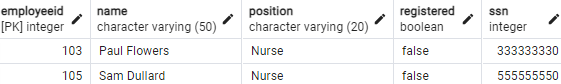 employeeid name position registered ssn
[PK] integer character varying (50) character varying (20) boolean integer
103 Paul Flowers Nurse false 333333330
105 Sam Dullard Nurse false 555555550